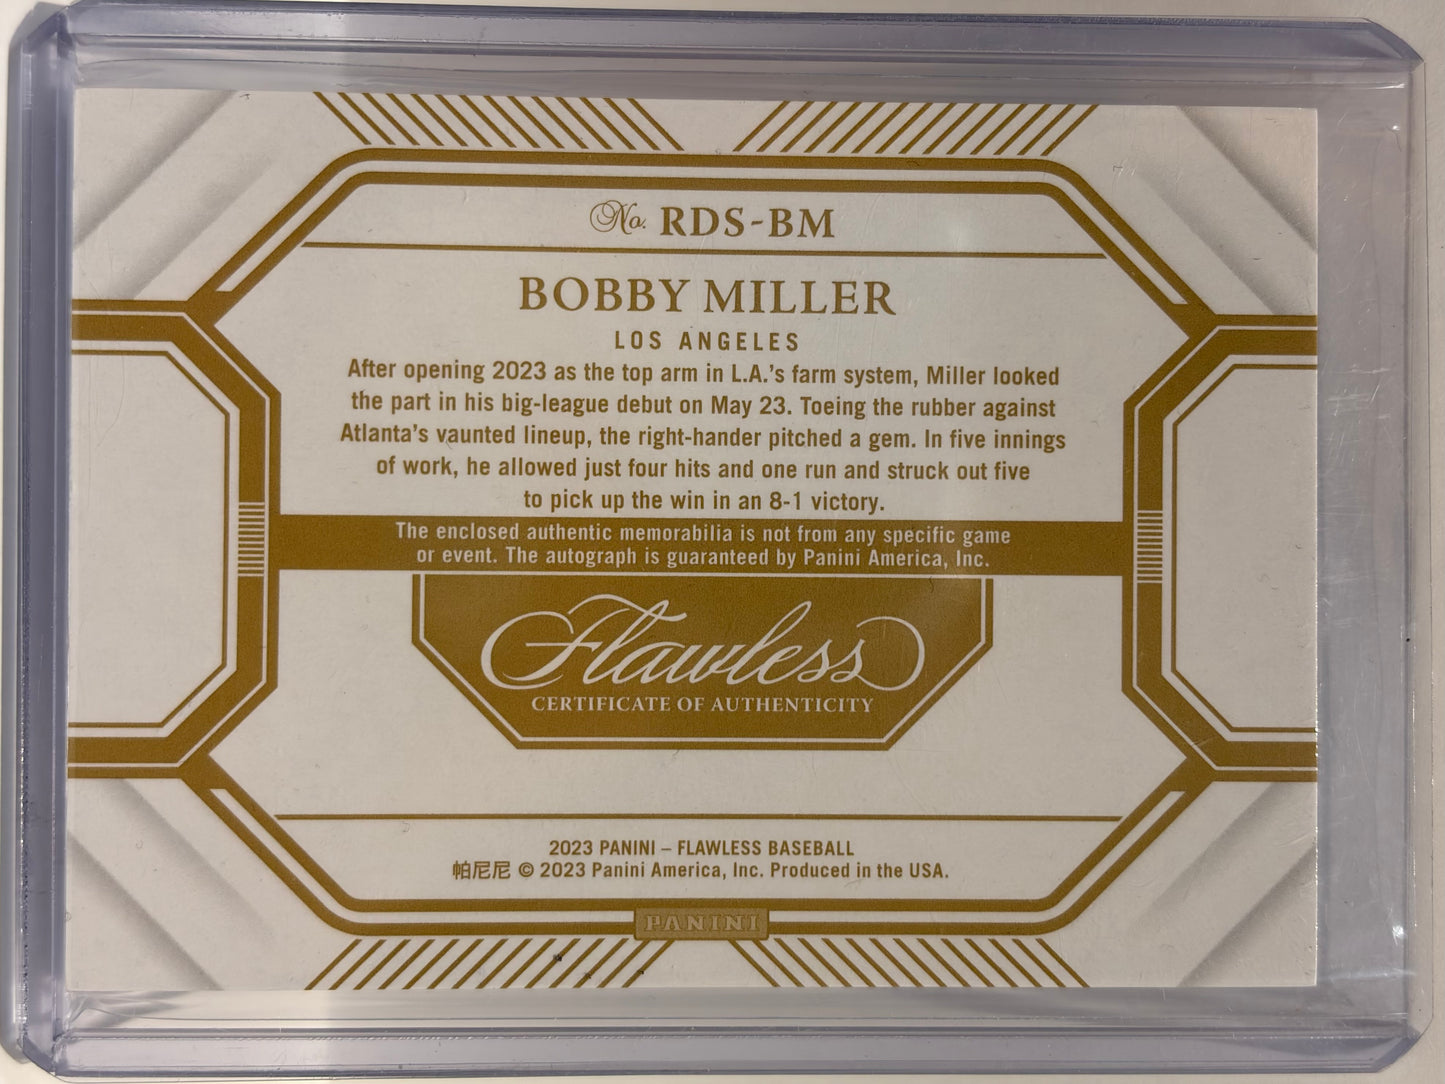 No. RDS-BM
BOBBY MILLER
LOS ANGELES
After opening 2023 as the top arm in L.A.'s farm system, Miller looked
the part in his big-league debut on May 23. Toeing the rubber against
Atlanta's vaunted lineup, the right-hander pitched a gem. In five innings
of work, he allowed just four hits and one run and struck out five
to pick up the win in an 8-1 victory.
The enclosed authentic memorabilia is not from any specific game
or event. The autograph is guaranteed by Panini America, Inc.
Flawless
CERTIFICATE OF AUTHENTICITY
2023 PANINI – FLAWLESS BASEBALL
帕尼尼 © 2023 Panini America, Inc. Produced in the USA.
PANINI